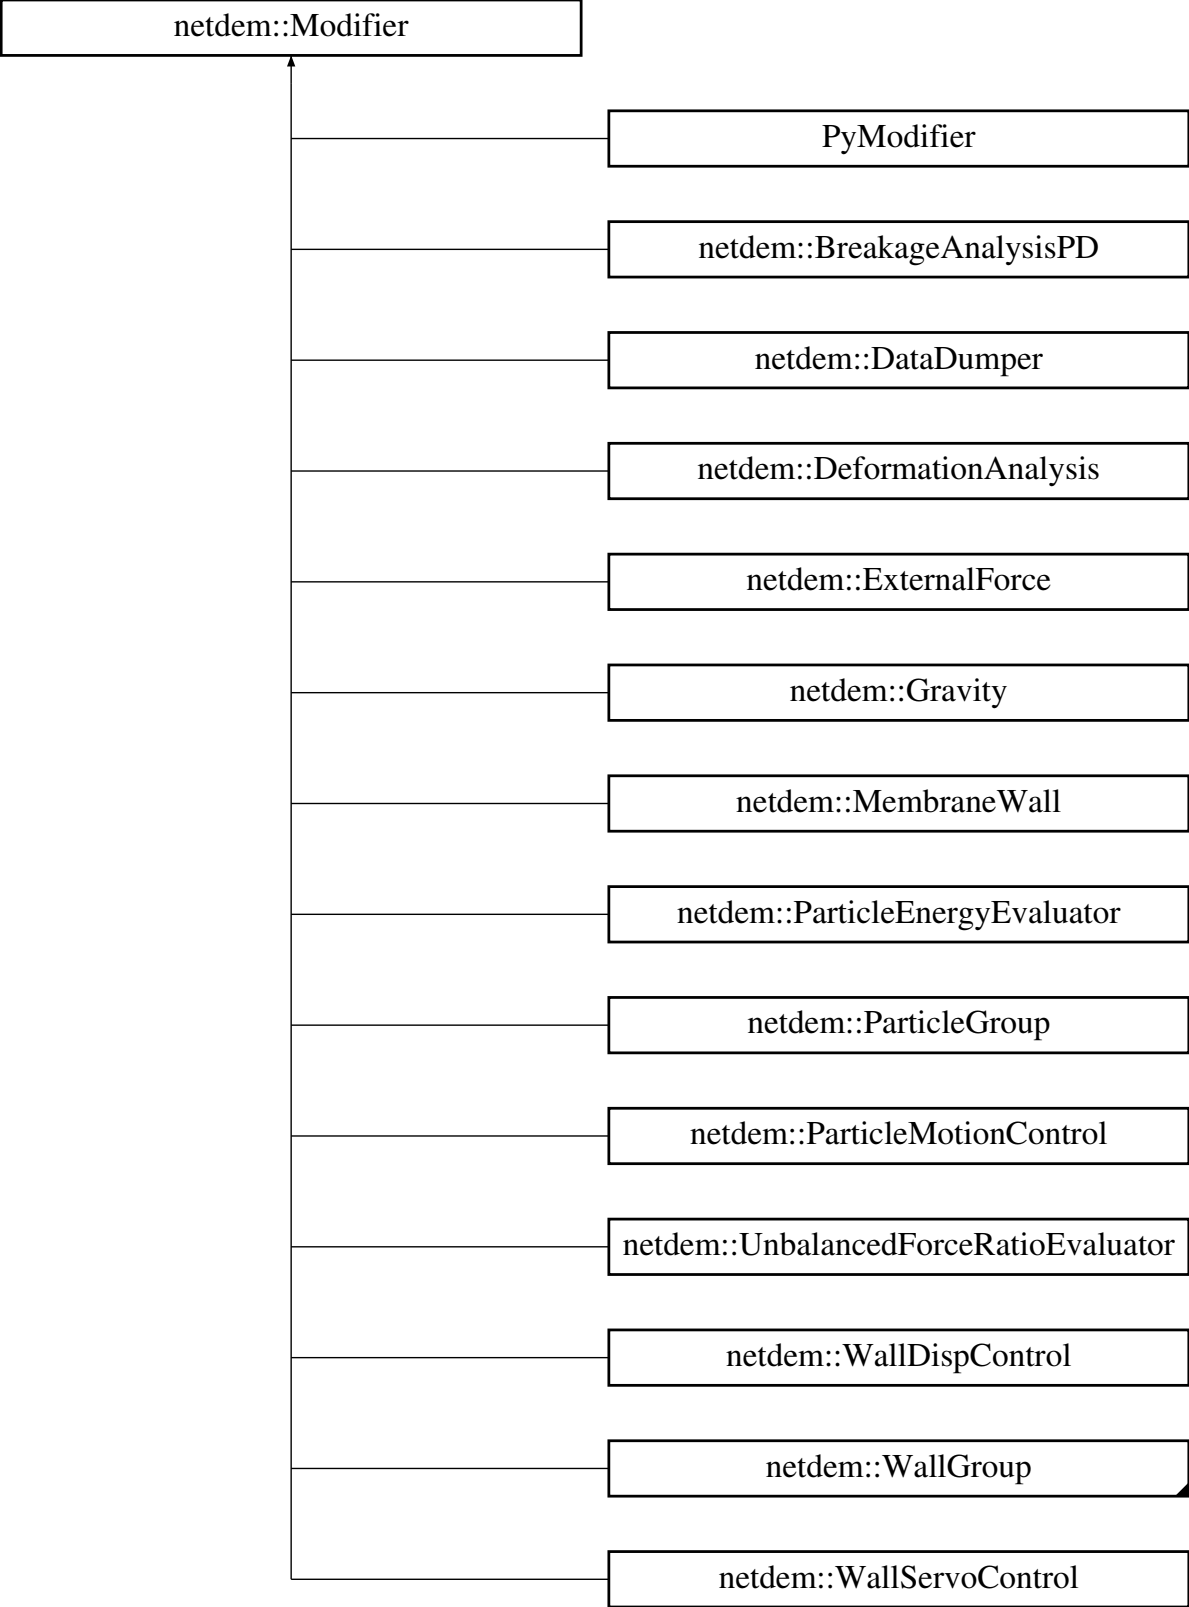 netdem::Modifier
PyModifier
netdem::BreakageAnalysisPD
netdem::DataDumper
netdem::DeformationAnalysis
netdem::ExternalForce
netdem::Gravity
netdem::MembraneWall
netdem::ParticleEnergyEvaluator
netdem::ParticleGroup
netdem::ParticleMotionControl
netdem::UnbalancedForceRatioEvaluator
netdem::WallDispControl
netdem::WallGroup
netdem::WallServoControl